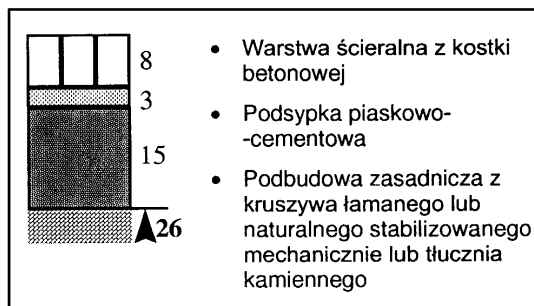 8
3
15
26
• Warstwa ścieralna z kostki
betonowej
• Podsypka piaskowo-
-cementowa
• Podbudowa zasadnicza z
kruszywa łamanego lub
naturalnego stabilizowanego
mechanicznie lub tłucznia
kamiennego